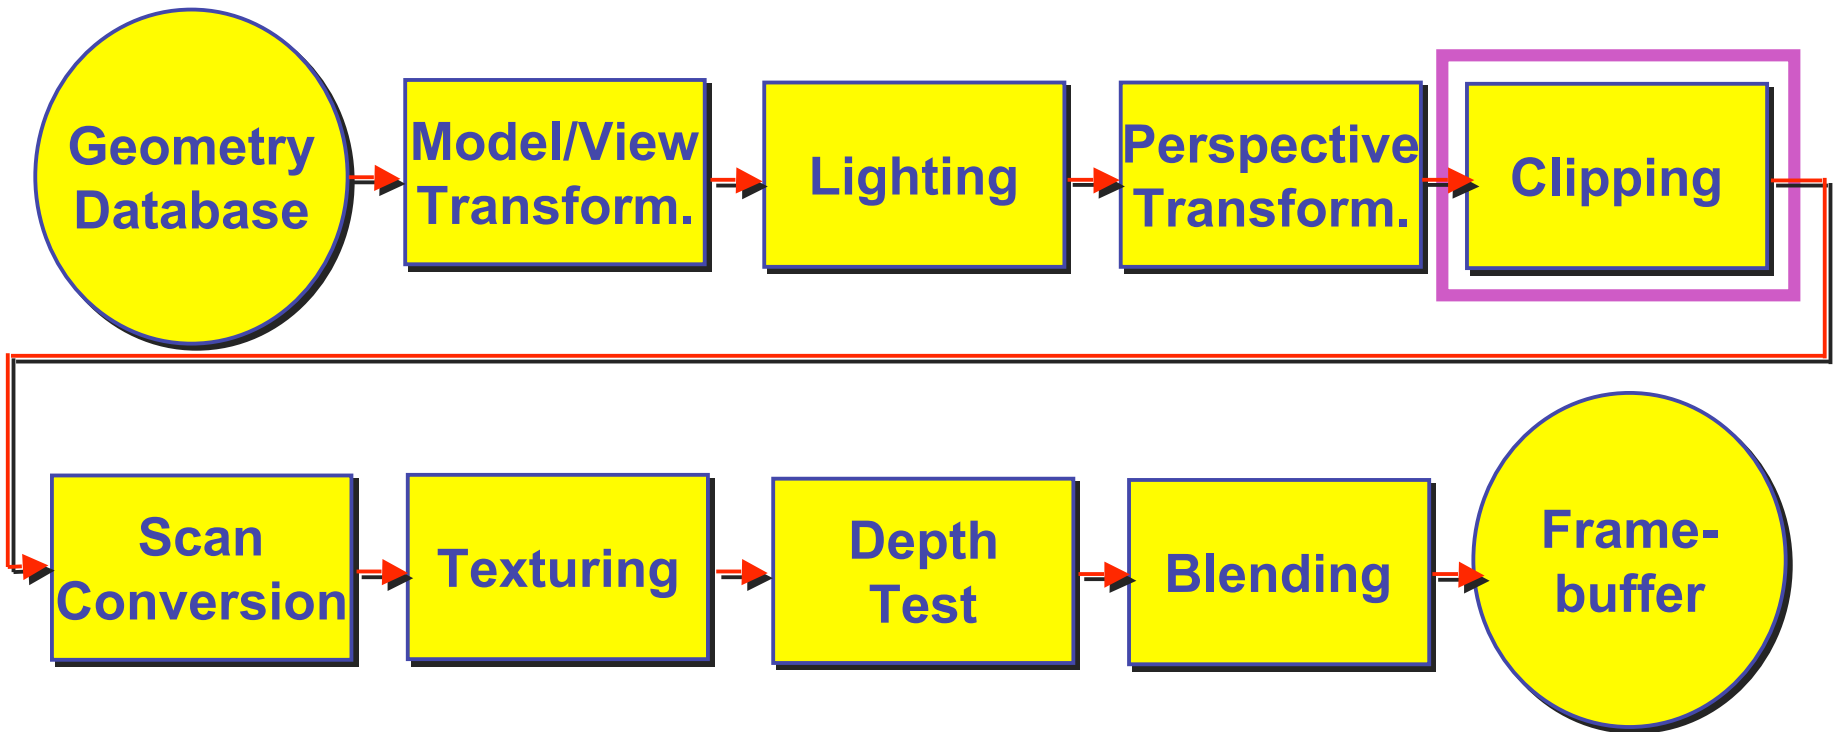 Geometry
Database
Model/View
Transform.
Lighting
Perspective
Transform.
Clipping
Scan
Conversion
Texturing
Depth
Test
Blending
Frame-
buffer